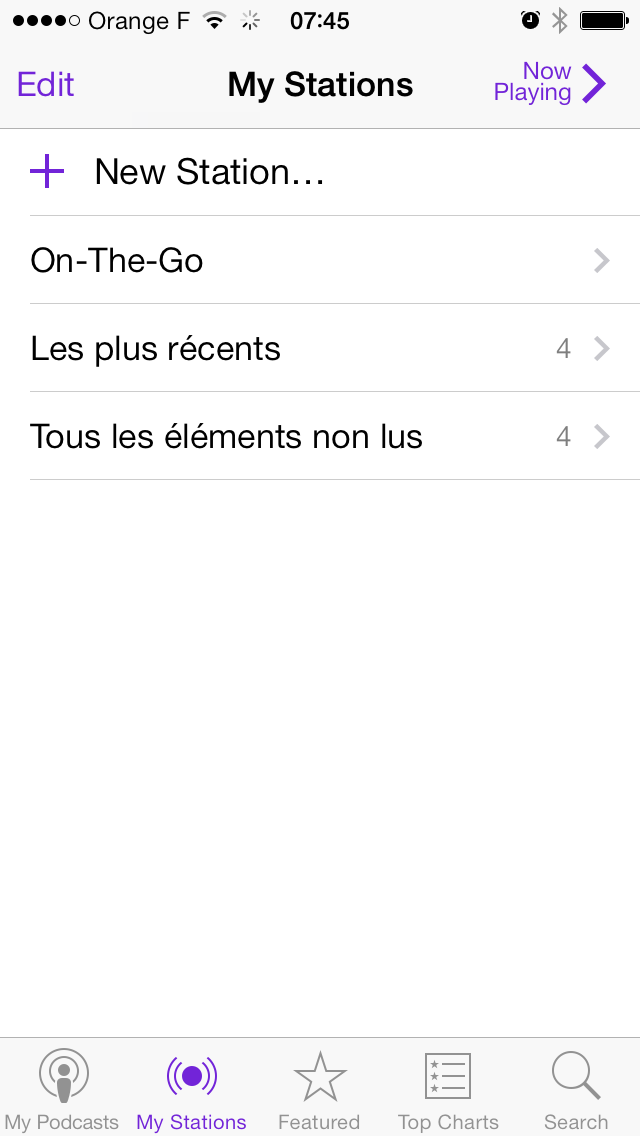 Orange F 07:45
Edit
My Stations
Now
Playing
New Station...
On-The-Go
Les plus récents 4
Tous les éléments non lus 4
My Podcasts My Stations Featured Top Charts Search